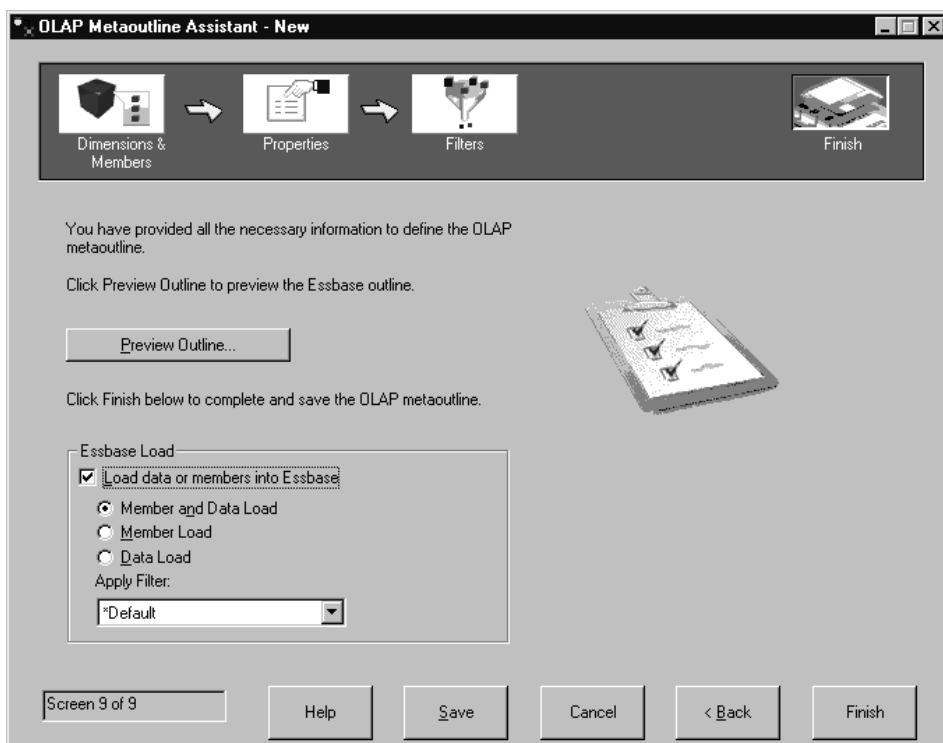 OLAP Metaoutline Assistant - New
Dimensions &
Members
Properties
Filters
Finish
You have provided all the necessary information to define the OLAP
metaoutline.
Click Preview Outline to preview the Essbase outline.
Preview Outline...
Click Finish below to complete and save the OLAP metaoutline.
Essbase Load
Load data or members into Essbase
Member and Data Load
Member Load
Data Load
Apply Filter:
*Default
Screen 9 of 9
Help
Save
Cancel
< Back
Finish